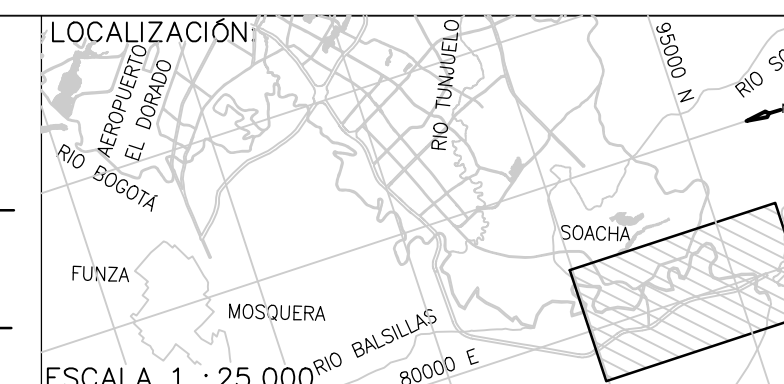 LOCALIZACIÓN:
AEROPUERTO
EL DORADO
RIO BOGOTÁ
RIO TUNJUELO
95000 N
SOACHA
FUNZA
MOSQUERA
RIO BALSILLAS
80000 E
ESCALA 1 : 25.000